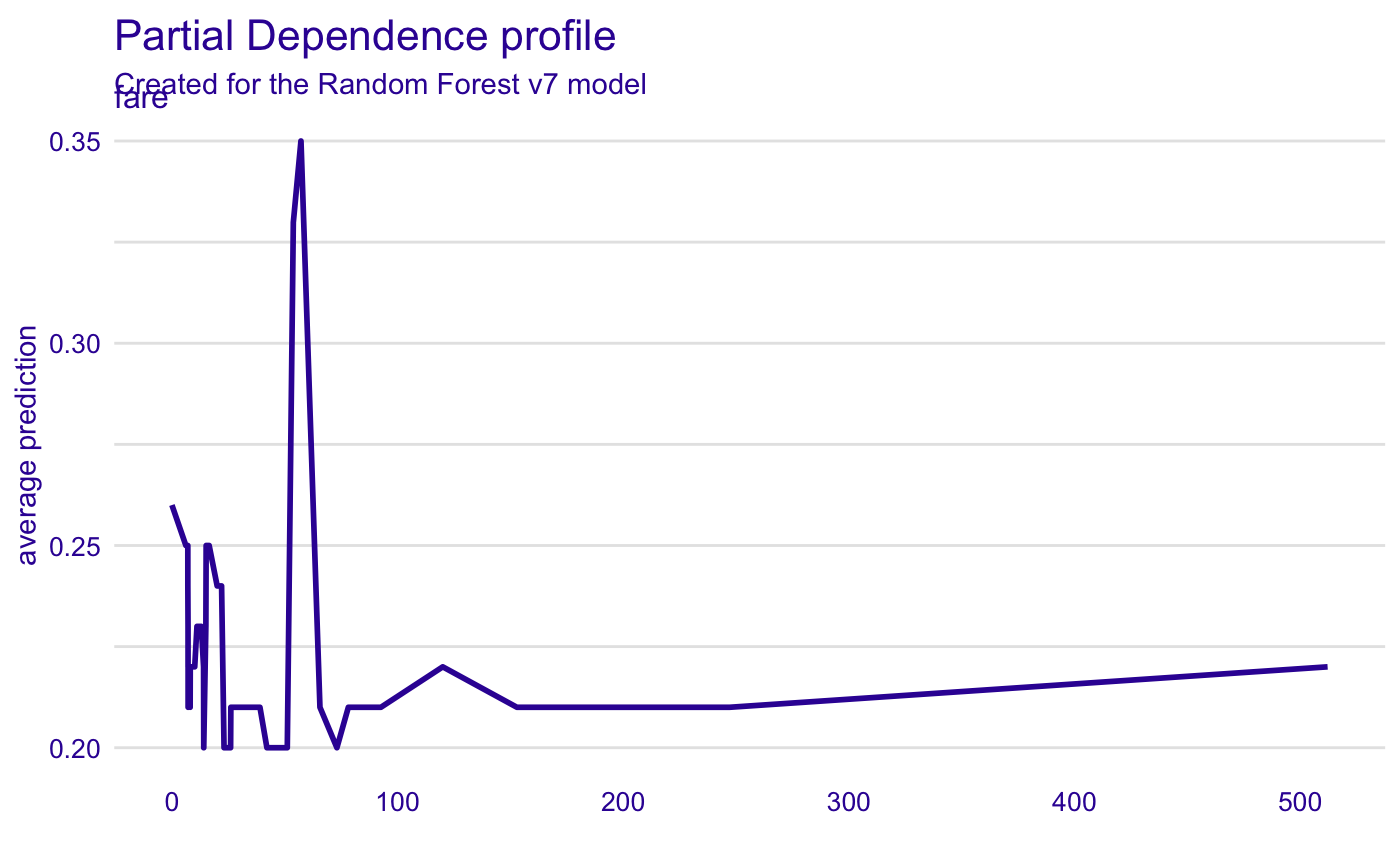 Partial Dependence profile
Created for the Random Forest v7 model
fare
average prediction
0.35
0.30
0.25
0.20
0 100 200 300 400 500